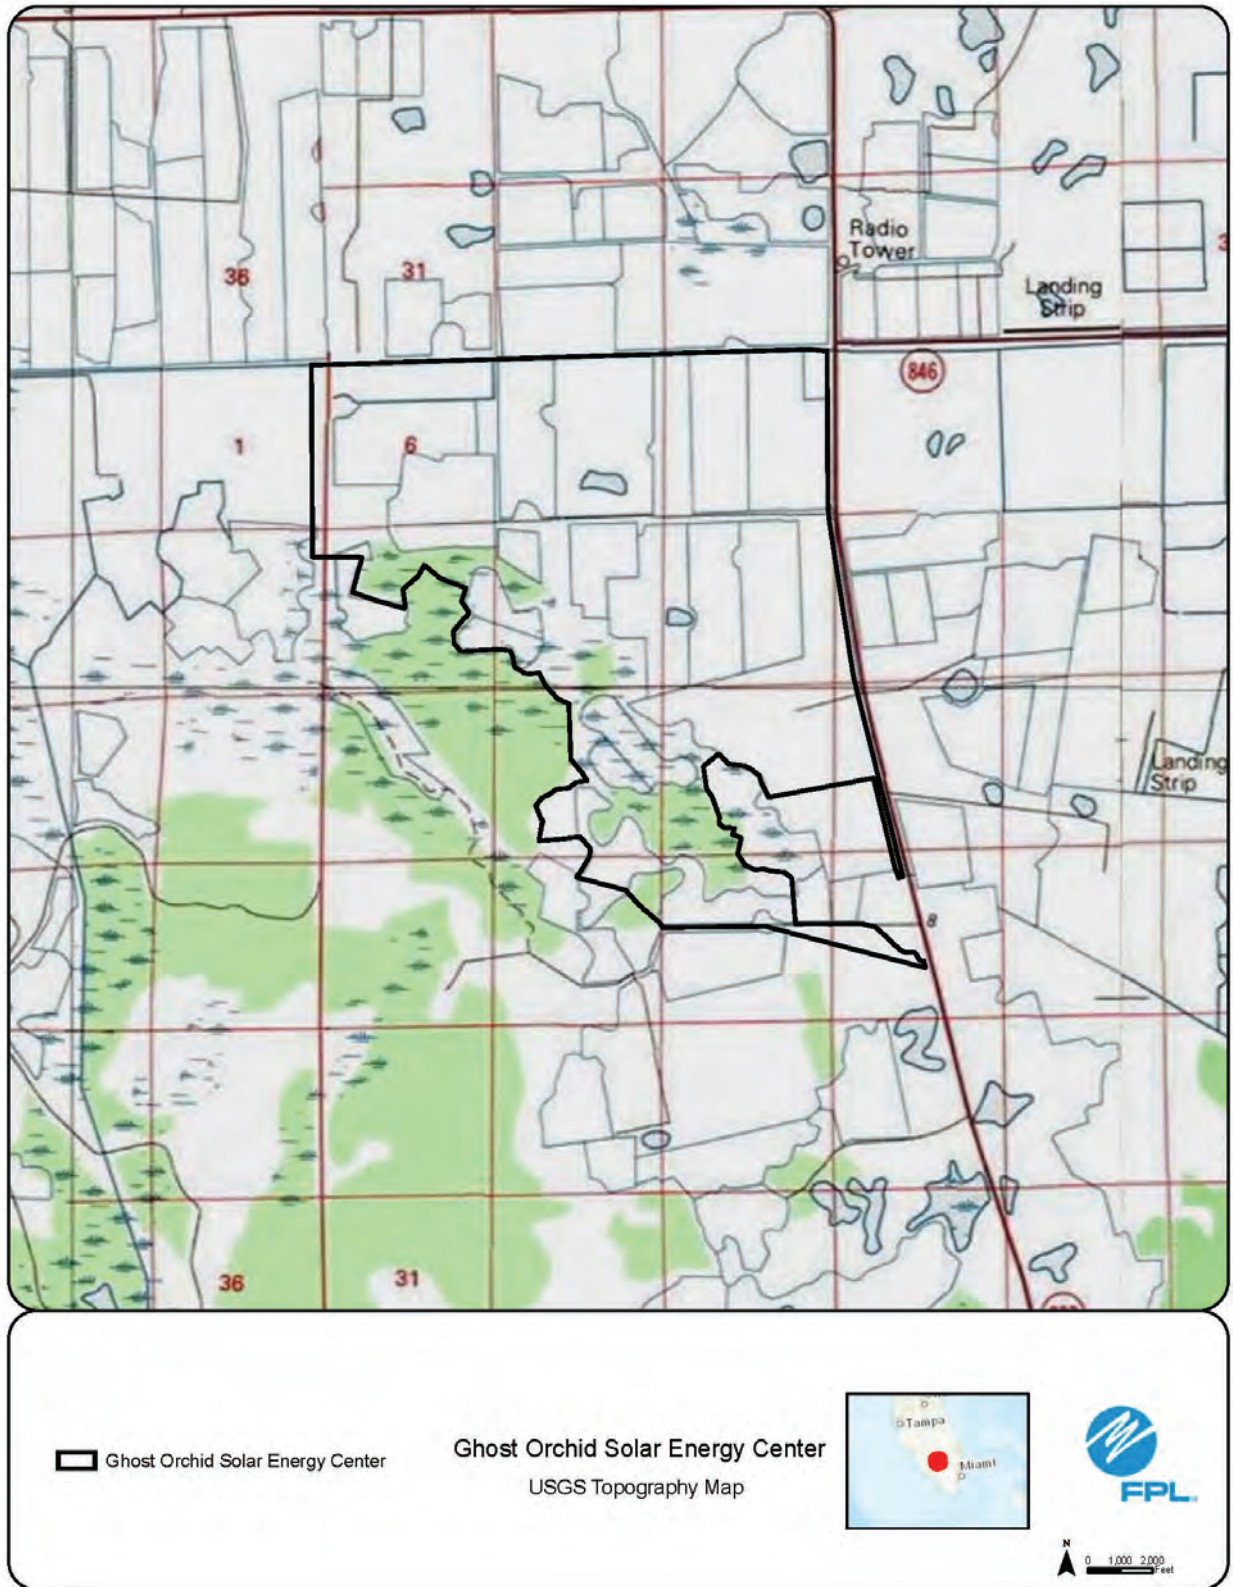 Radio
Tower
36
31
Landing
Strip
846
1
6
Landing
Strip
8
36
31
Ghost Orchid Solar Energy Center
Ghost Orchid Solar Energy Center
USGS Topography Map
Tampa
Miami
FPL
N
0 1,000 2,000
Feet